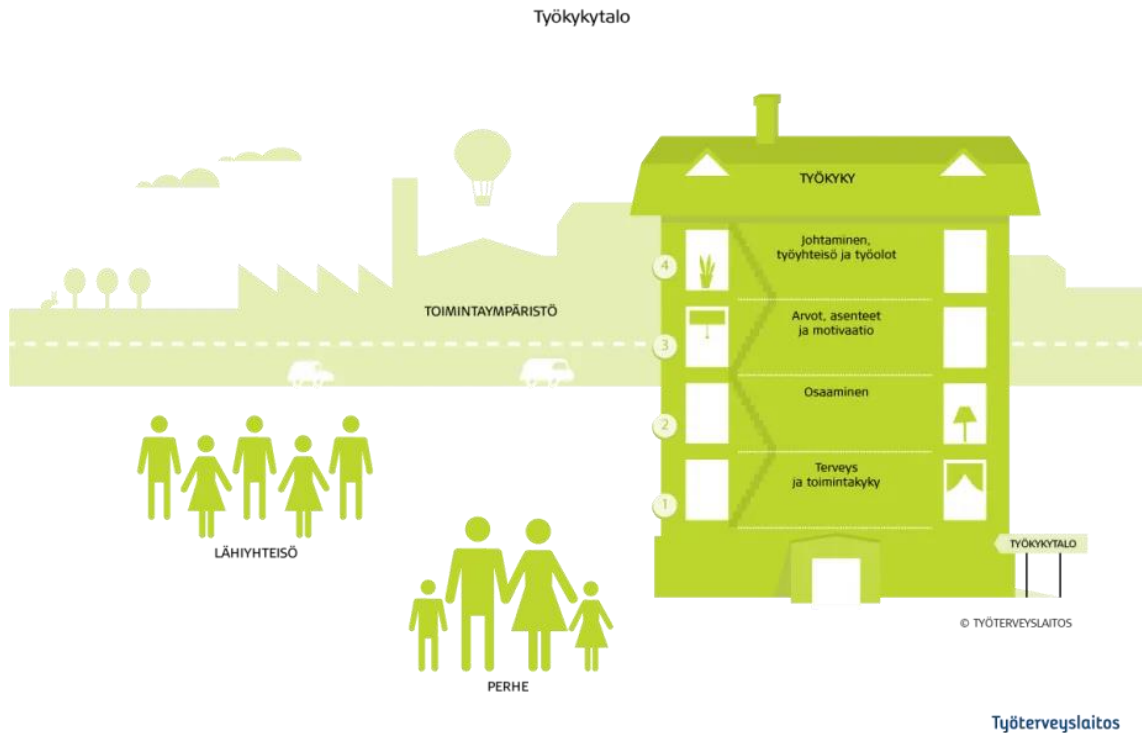 Työkykytalo
TYÖKYKY
Johtaminen,
työyhteisö ja työolot
4
Arvot, asenteet
ja motivaatio
3
TOIMINTAYMPÄRISTÖ
Osaaminen
2
Terveys
ja toimintakyky
1
LÄHIYHTEISÖ
TYÖKYKYTALO
© TYÖTERVEYSLAITOS
PERHE
Työterveyslaitos